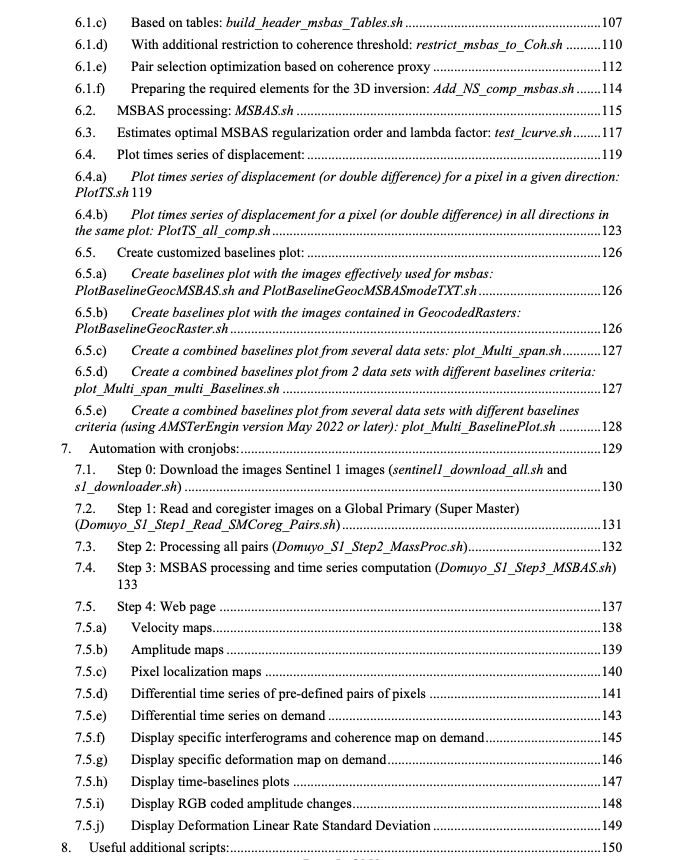 6.1.c) Based on tables: build_header_msbas_Tables.sh ........ 107
6.1.d) With additional restriction to coherence threshold: restrict_msbas_to_Coh.sh ........ 110
6.1.e) Pair selection optimization based on coherence proxy ........ 112
6.1.f) Preparing the required elements for the 3D inversion: Add_NS_comp_msbas.sh ........ 114
6.2. MSBAS processing: MSBAS.sh ........ 115
6.3. Estimates optimal MSBAS regularization order and lambda factor: test_lcurve.sh ........ 117
6.4. Plot times series of displacement: ........ 119
6.4.a) Plot times series of displacement (or double difference) for a pixel in a given direction:
PlotTS.sh 119
6.4.b) Plot times series of displacement for a pixel (or double difference) in all directions in
the same plot: PlotTS_all_comp.sh ........ 123
6.5. Create customized baselines plot: ........ 126
6.5.a) Create baselines plot with the images effectively used for msbas:
PlotBaselineGeocMSBAS.sh and PlotBaselineGeocMSBASmodeTXT.sh ........ 126
6.5.b) Create baselines plot with the images contained in GeocodedRasters:
PlotBaselineGeocRaster.sh ........ 126
6.5.c) Create a combined baselines plot from several data sets: plot_Multi_span.sh ........ 127
6.5.d) Create a combined baselines plot from 2 data sets with different baselines criteria:
plot_Multi_span_multi_Baselines.sh ........ 127
6.5.e) Create a combined baselines plot from several data sets with different baselines
criteria (using AMSTerEngin version May 2022 or later): plot_Multi_BaselinePlot.sh ........ 128
7. Automation with cronjobs: ........ 129
7.1. Step 0: Download the images Sentinel 1 images (sentinel1_download_all.sh and
s1_downloader.sh) ........ 130
7.2. Step 1: Read and coregister images on a Global Primary (Super Master)
(Domuyo_S1_Step1_Read_SMCoreg_Pairs.sh) ........ 131
7.3. Step 2: Processing all pairs (Domuyo_S1_Step2_MassProc.sh) ........ 132
7.4. Step 3: MSBAS processing and time series computation (Domuyo_S1_Step3_MSBAS.sh)
133
7.5. Step 4: Web page ........ 137
7.5.a) Velocity maps ........ 138
7.5.b) Amplitude maps ........ 139
7.5.c) Pixel localization maps ........ 140
7.5.d) Differential time series of pre-defined pairs of pixels ........ 141
7.5.e) Differential time series on demand ........ 143
7.5.f) Display specific interferograms and coherence map on demand ........ 145
7.5.g) Display specific deformation map on demand ........ 146
7.5.h) Display time-baselines plots ........ 147
7.5.i) Display RGB coded amplitude changes ........ 148
7.5.j) Display Deformation Linear Rate Standard Deviation ........ 149
8. Useful additional scripts: ........ 150